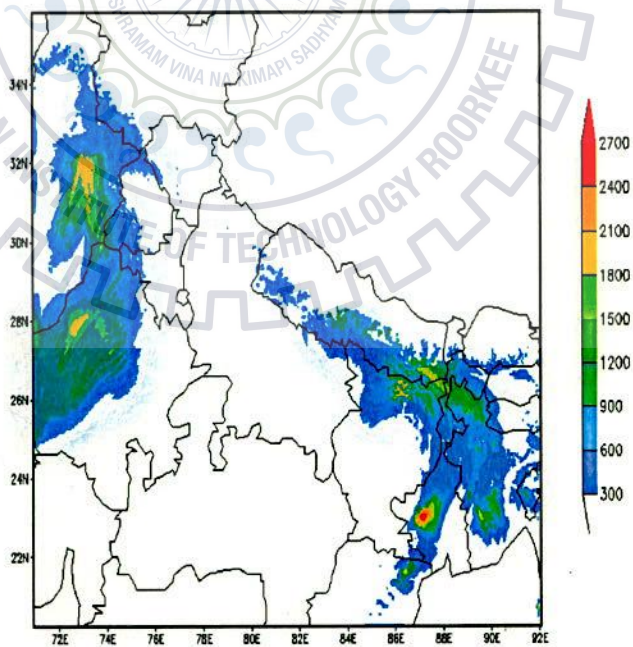 SHRAMAM VINA NA KIMAPI SADHYAM
INSTITUTE OF TECHNOLOGY ROORKEE
34N
32N
30N
28N
26N
24N
22N
72E
74E
76E
78E
80E
82E
84E
86E
88E
90E
92E
2700
2400
2100
1800
1500
1200
900
600
300